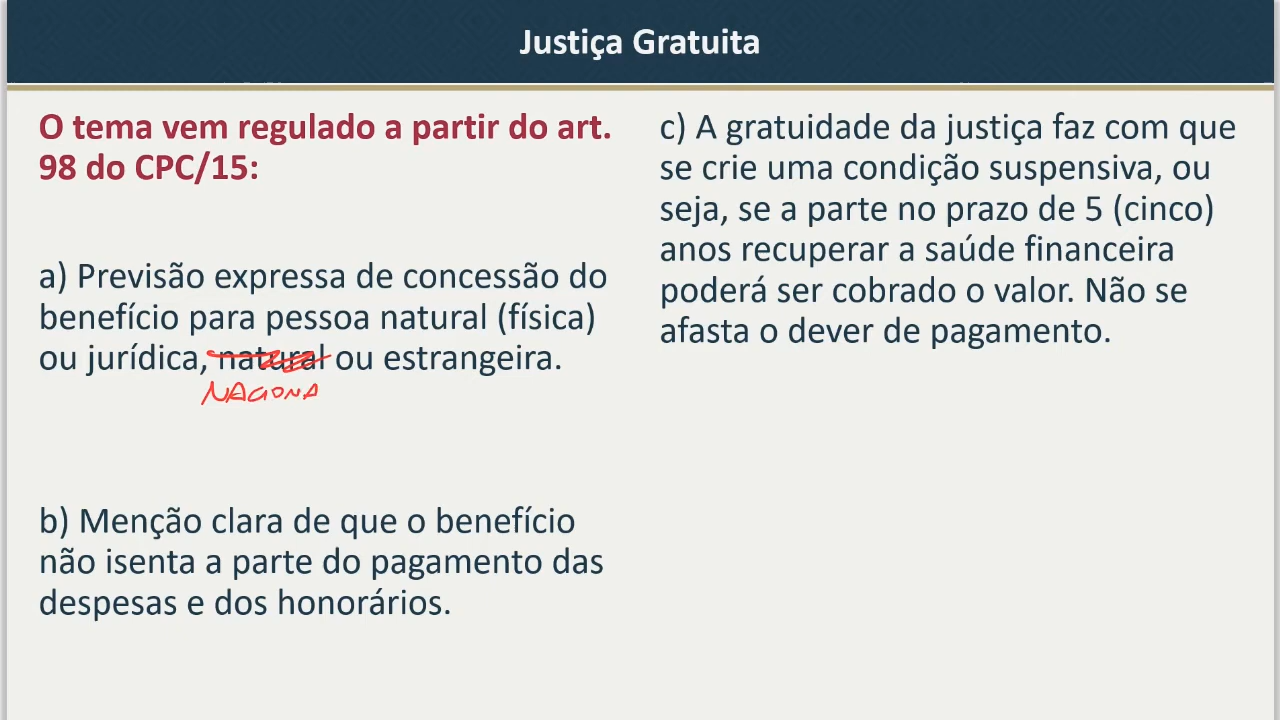 Justiça Gratuita
O tema vem regulado a partir do art.
98 do CPC/15:
a) Previsão expressa de concessão do
benefício para pessoa natural (física)
ou jurídica, natural ou estrangeira.
NACIONA
b) Menção clara de que o benefício
não isenta a parte do pagamento das
despesas e dos honorários.
c) A gratuidade da justiça faz com que
se crie uma condição suspensiva, ou
seja, se a parte no prazo de 5 (cinco)
anos recuperar a saúde financeira
poderá ser cobrado o valor. Não se
afasta o dever de pagamento.